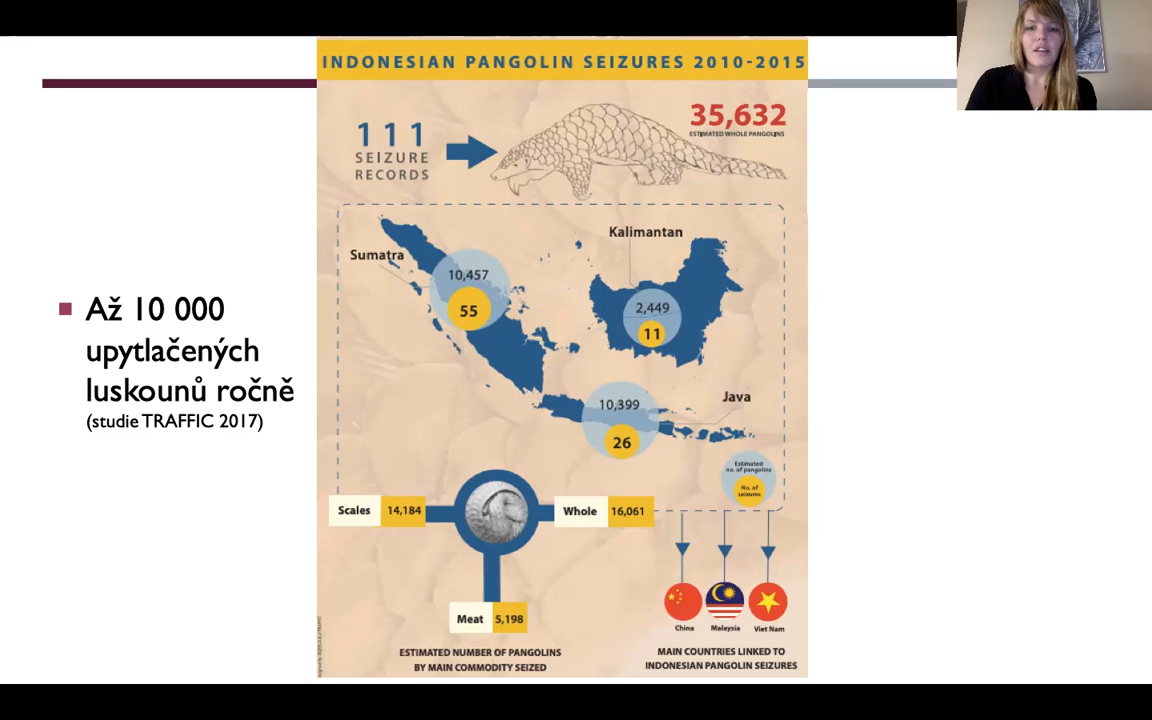 INDONESIAN PANGOLIN SEIZURES 2010-2015
111
SEIZURE
RECORDS
35,632
ESTIMATED WHOLE PANGOLINS
Až 10 000
upytlačených
luskounů ročně
(studie TRAFFIC 2017)
Sumatra
10,457
55
Kalimantan
2,449
11
Java
10,399
26
Estimated
no. of pangolins
No. of
seizures
Scales 14,184
Whole 16,061
Meat 5,198
China
Malaysia
Viet Nam
ESTIMATED NUMBER OF PANGOLINS
BY MAIN COMMODITY SEIZED
MAIN COUNTRIES LINKED TO
INDONESIAN PANGOLIN SEIZURES